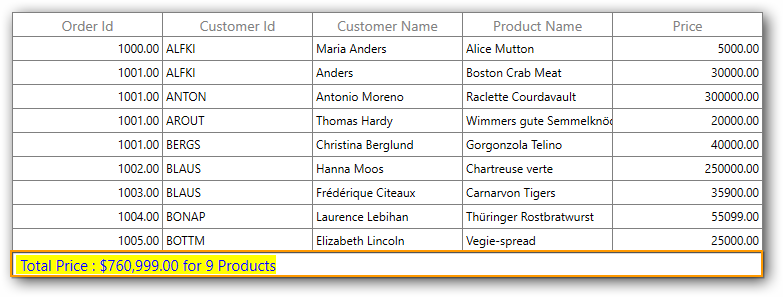 Order Id Customer Id Customer Name Product Name Price
1000.00 ALFKI Maria Anders Alice Mutton 5000.00
1001.00 ALFKI Anders Boston Crab Meat 30000.00
1001.00 ANTON Antonio Moreno Raclette Courdavault 300000.00
1001.00 AROUT Thomas Hardy Wimmers gute Semmelknöd 20000.00
1001.00 BERGS Christina Berglund Gorgonzola Telino 40000.00
1002.00 BLAUS Hanna Moos Chartreuse verte 250000.00
1003.00 BLAUS Frédérique Citeaux Carnarvon Tigers 35900.00
1004.00 BONAP Laurence Lebihan Thüringer Rostbratwurst 55099.00
1005.00 BOTTM Elizabeth Lincoln Vegie-spread 25000.00
Total Price : $760,999.00 for 9 Products